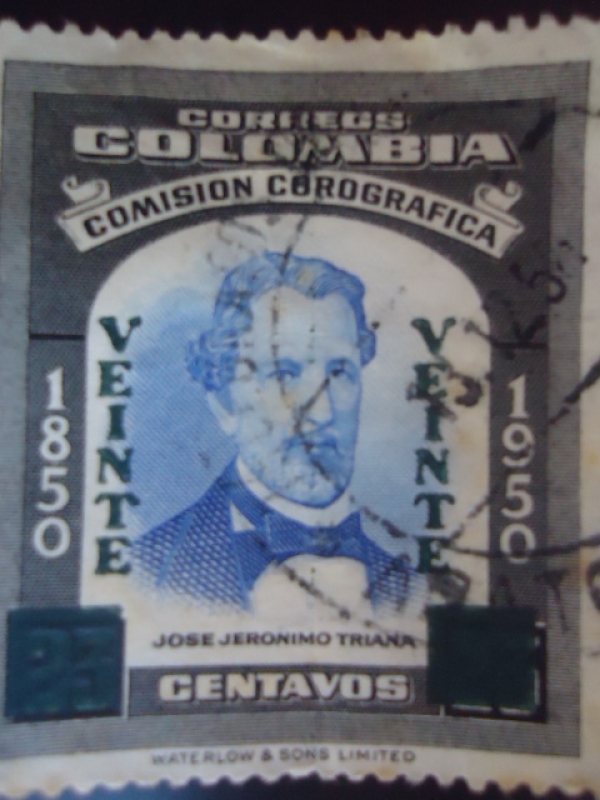 CORREOS
COLOMBIA
COMISION COROGRAFICA
VEINTE
VEINTE
1850
1950
JOSE JERONIMO TRIANA
CENTAVOS
WATERLOW & SONS LIMITED